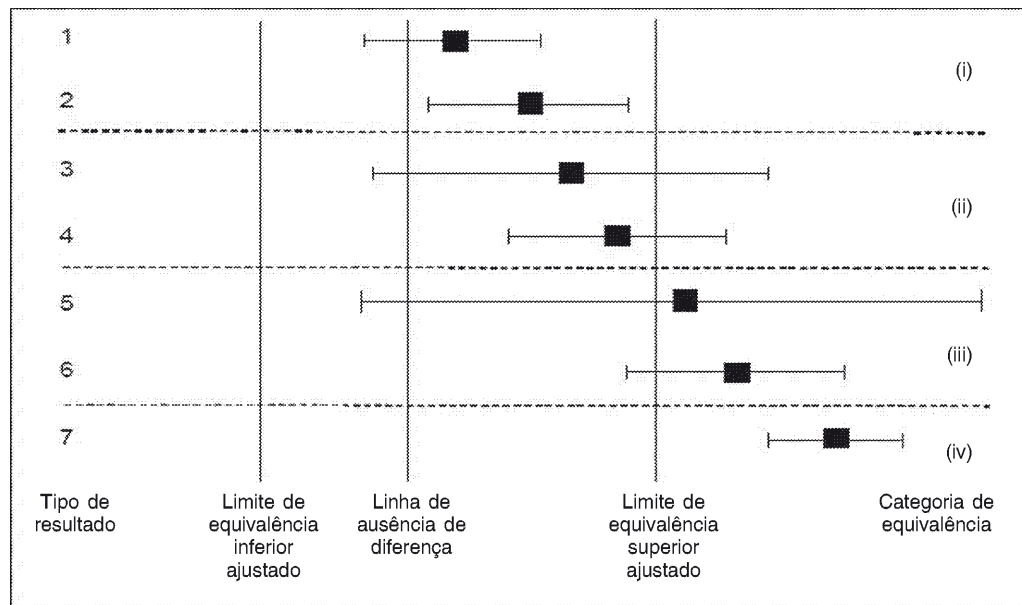 1
(i)
2
3
(ii)
4
5
(iii)
6
7
(iv)
Tipo de
resultado
Limite de
equivalência
inferior
ajustado
Linha de
ausência de
diferença
Limite de
equivalência
superior
ajustado
Categoria de
equivalência